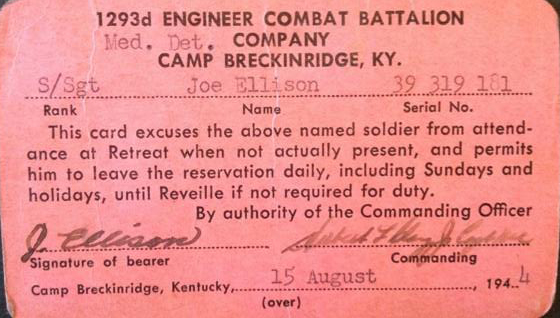 1293d ENGINEER COMBAT BATTALION
Med. Det. COMPANY
CAMP BRECKINRIDGE, KY.
S/Sgt Joe Ellison 39 319 181
Rank Name Serial No.
This card excuses the above named soldier from attend-
ance at Retreat when not actually present, and permits
him to leave the reservation daily, including Sundays and
holidays, until Reveille if not required for duty.
By authority of the Commanding Officer
J. Ellison
Signature of bearer Commanding
Camp Breckinridge, Kentucky, 15 August, 194 4
(over)